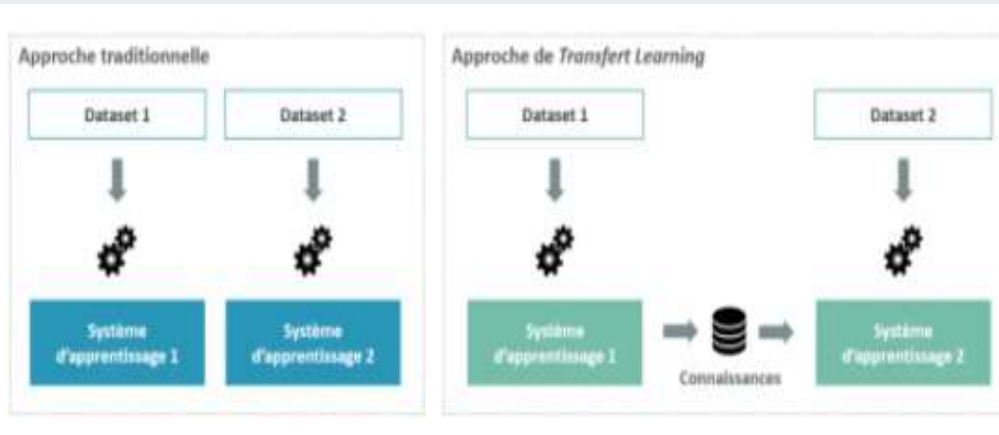 Approche traditionnelle
Dataset 1
Dataset 2
Système
d'apprentissage 1
Système
d'apprentissage 2
Approche de Transfert Learning
Dataset 1
Dataset 2
Système
d'apprentissage 1
Connaissances
Système
d'apprentissage 2